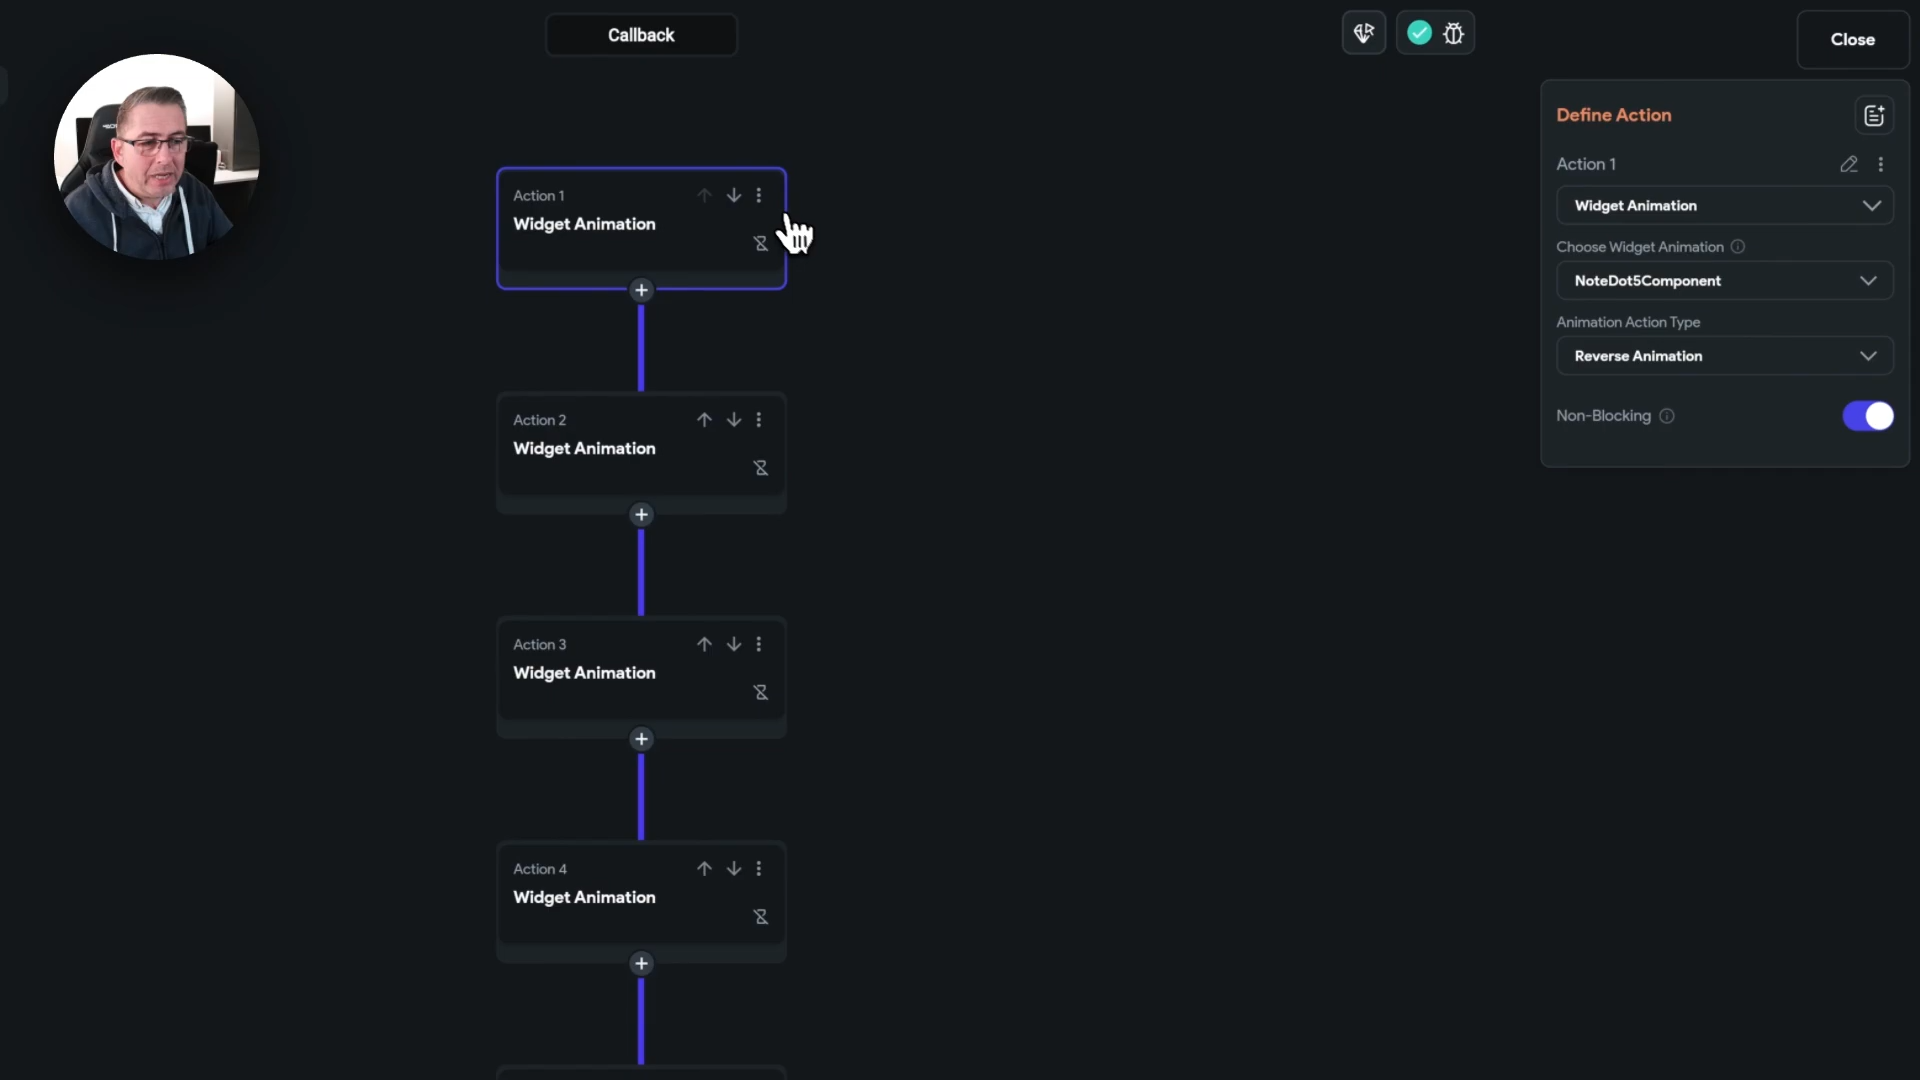 Callback
Close
Define Action
Action 1
Widget Animation
Choose Widget Animation
NoteDot5Component
Animation Action Type
Reverse Animation
Non-Blocking
Action 1
Widget Animation
Action 2
Widget Animation
Action 3
Widget Animation
Action 4
Widget Animation